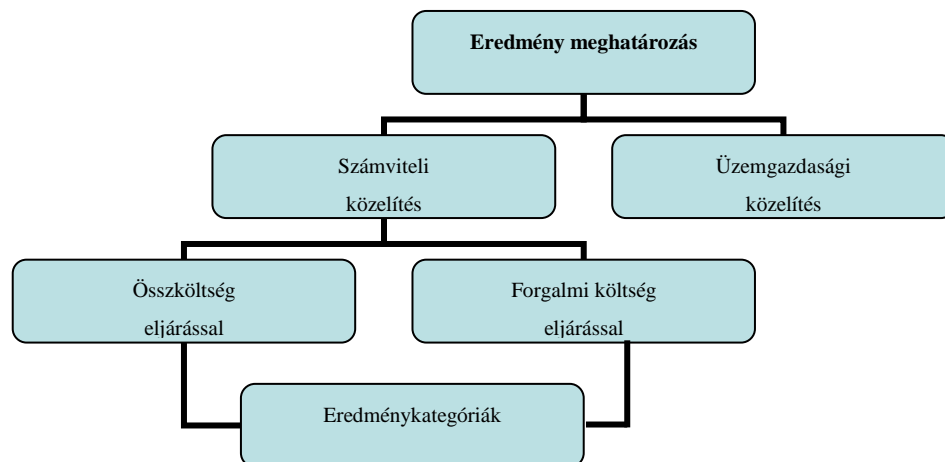 Eredmény meghatározás
Számviteli
közelítés
Üzemgazdasági
közelítés
Összköltség
eljárással
Forgalmi költség
eljárással
Eredménykategóriák